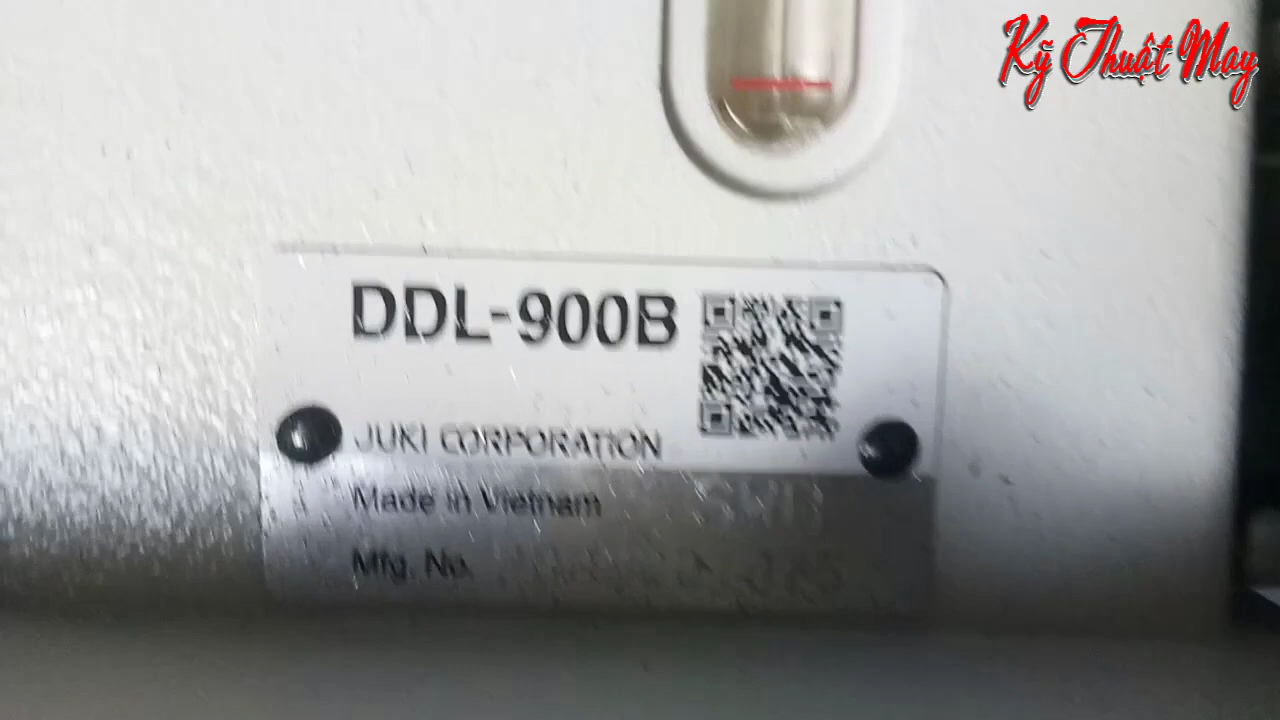 Kỹ Thuật May
DDL-900B
JUKI CORPORATION
Made in Vietnam
Mfg. No.